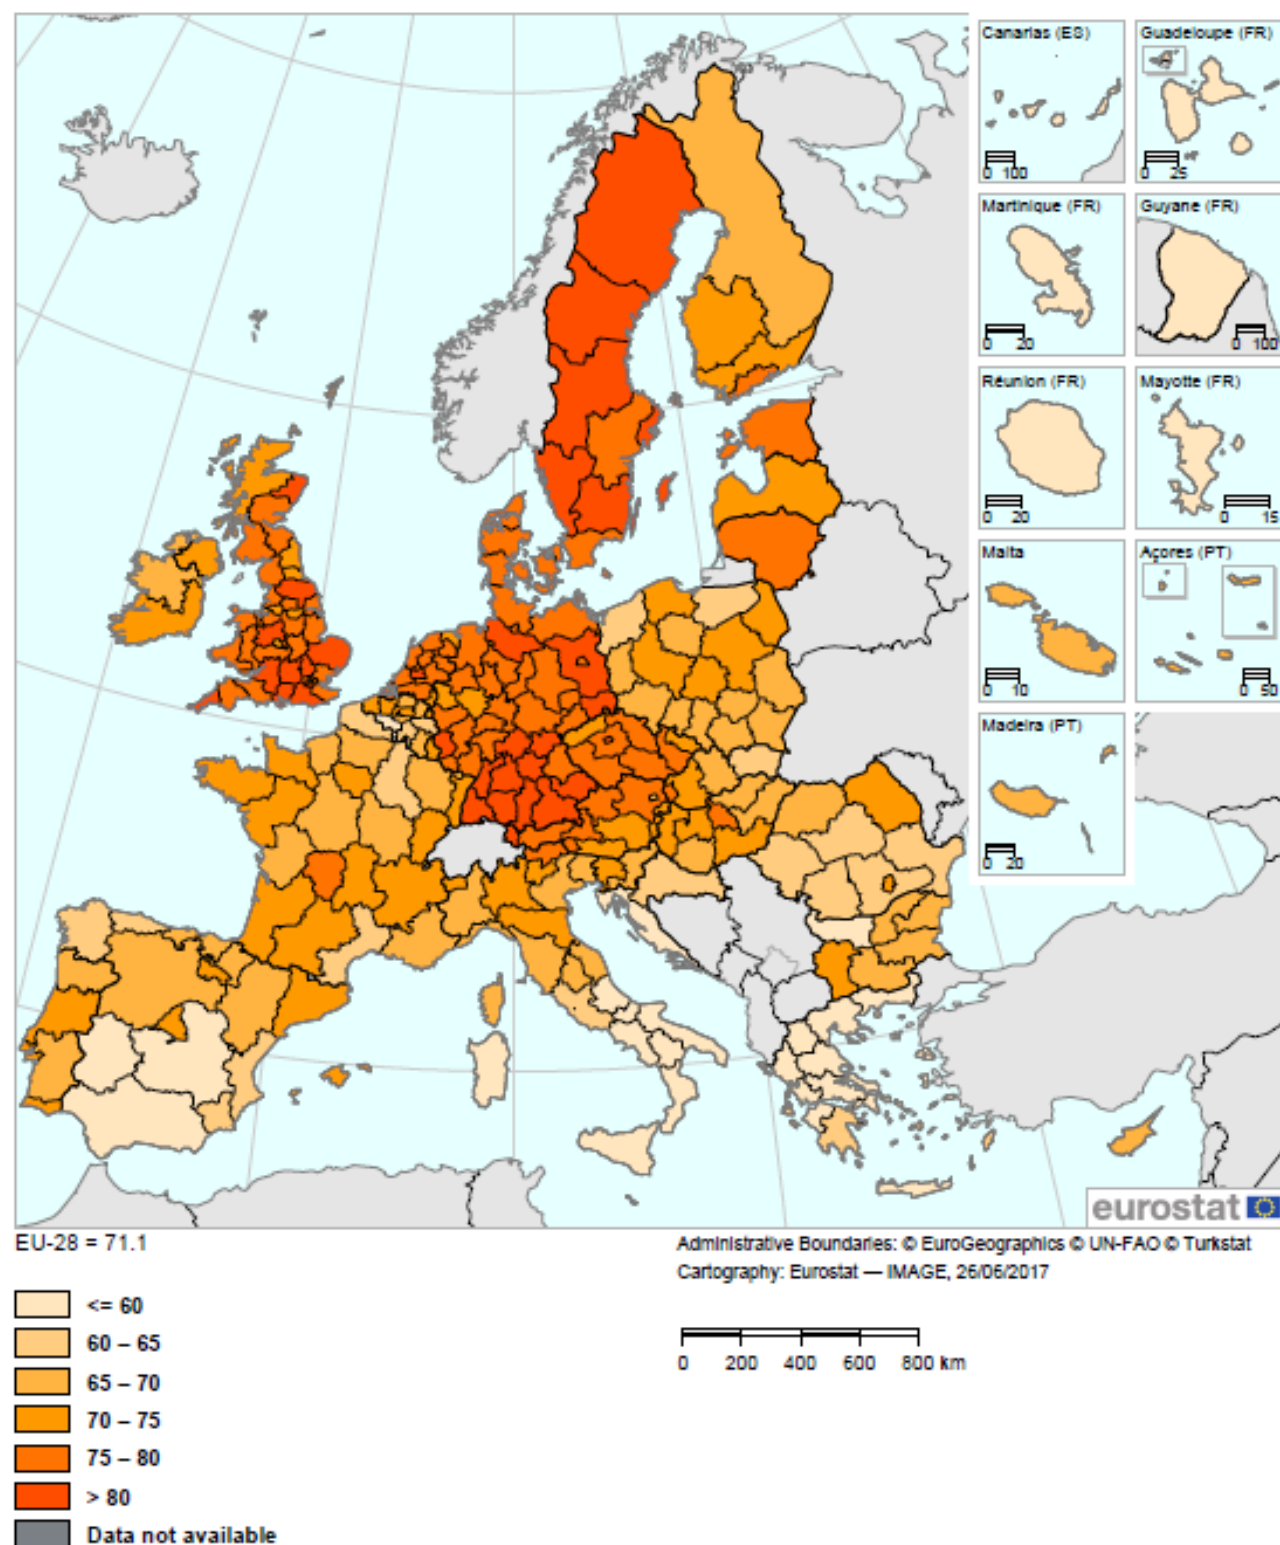 Canarias (ES)
0 100
Guadeloupe (FR)
0 25
Martinique (FR)
0 20
Guyane (FR)
0 100
Réunion (FR)
0 20
Mayotte (FR)
0 15
Malta
0 10
Açores (PT)
0 50
Madeira (PT)
0 20
eurostat
EU-28 = 71.1
Administrative Boundaries: © EuroGeographics © UN-FAO © Turkstat
Cartography: Eurostat — IMAGE, 26/06/2017
<= 60
60 – 65
65 – 70
70 – 75
75 – 80
> 80
Data not available
0 200 400 600 800 km